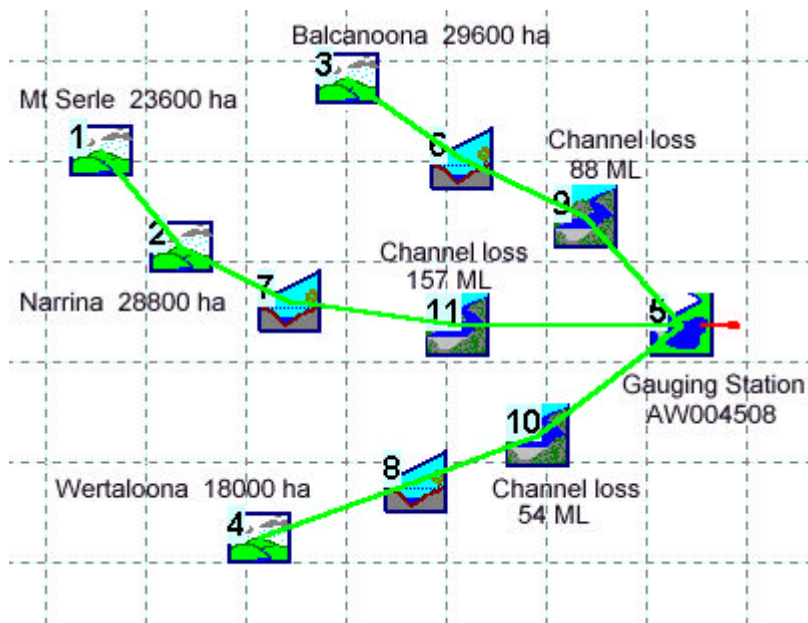 Balcanoona 29600 ha
3
Mt Serle 23600 ha
1
6
Channel loss
88 ML
9
2
Channel loss
157 ML
Narrina 28800 ha
7
11
5
Gauging Station
AW004508
10
8
Wertaloona 18000 ha
Channel loss
54 ML
4